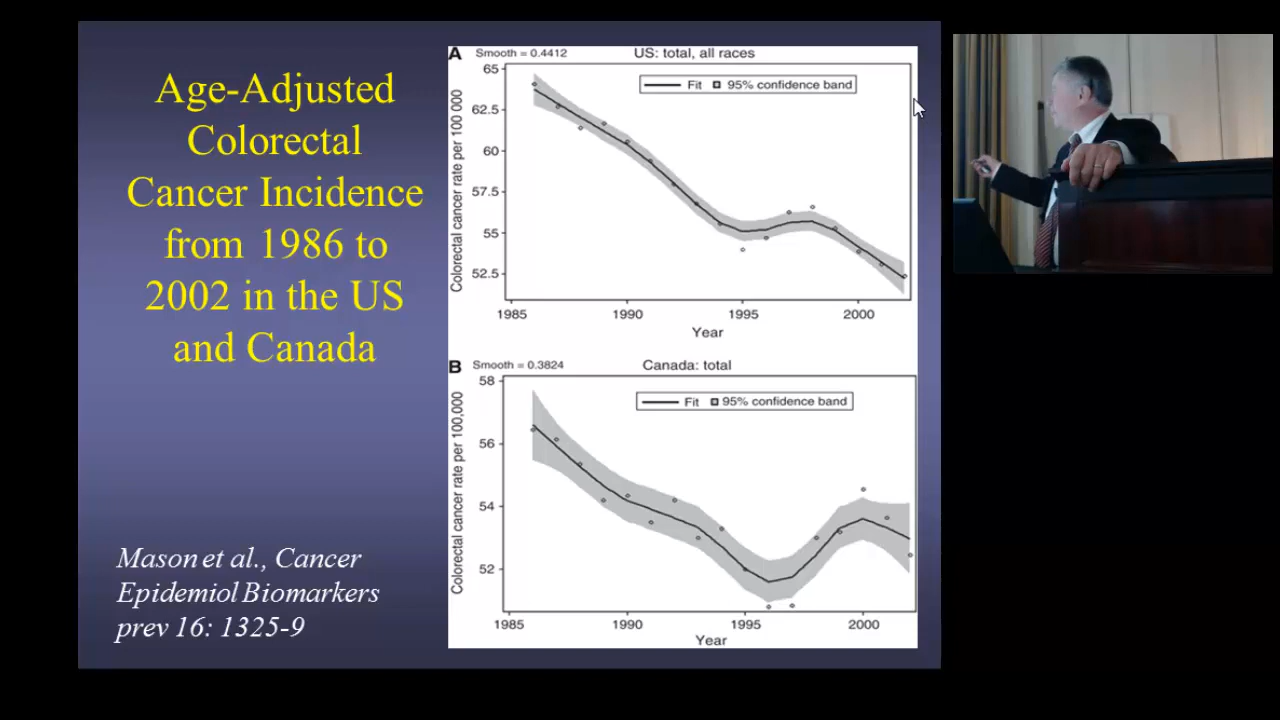 Age-Adjusted
Colorectal
Cancer Incidence
from 1986 to
2002 in the US
and Canada
Mason et al., Cancer
Epidemiol Biomarkers
prev 16: 1325-9
A Smooth = 0.4412 US: total, all races
Fit 95% confidence band
Colorectal cancer rate per 100 000
65
62.5
60
57.5
55
52.5
1985 1990 1995 2000
Year
B Smooth = 0.3824 Canada: total
Fit 95% confidence band
Colorectal cancer rate per 100,000
58
56
54
52
1985 1990 1995 2000
Year